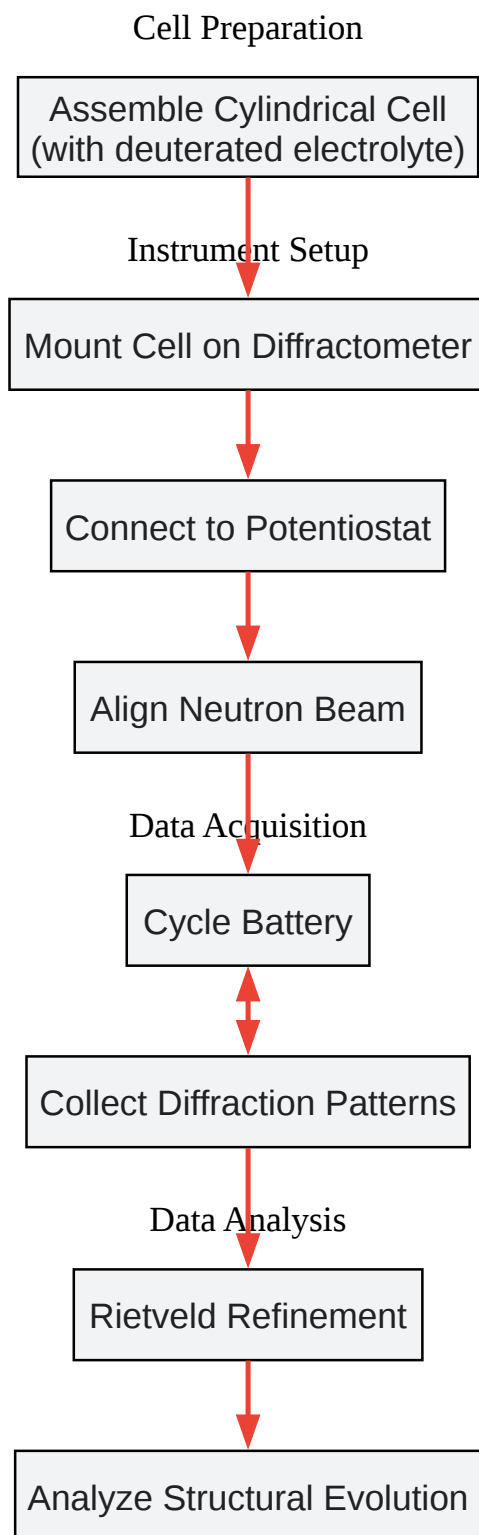 Cell Preparation
Assemble Cylindrical Cell
(with deuterated electrolyte)
Instrument Setup
Mount Cell on Diffractometer
Connect to Potentiostat
Align Neutron Beam
Data Acquisition
Cycle Battery
Collect Diffraction Patterns
Data Analysis
Rietveld Refinement
Analyze Structural Evolution